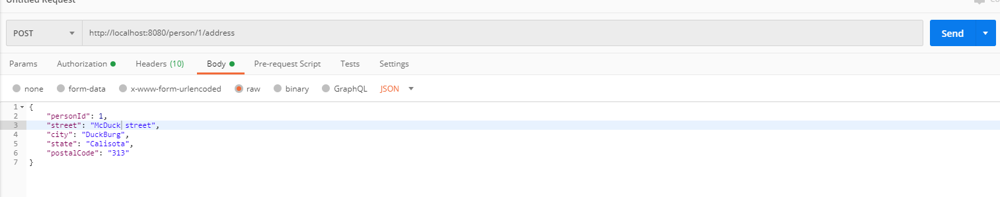 Untitled Request
POST http://localhost:8080/person/1/address Send
Params Authorization Headers (10) Body Pre-request Script Tests Settings
none form-data x-www-form-urlencoded raw binary GraphQL JSON
1 {
2 "personId": 1,
3 "street": "McDuck street",
4 "city": "DuckBurg",
5 "state": "Calisota",
6 "postalCode": "313"
7 }